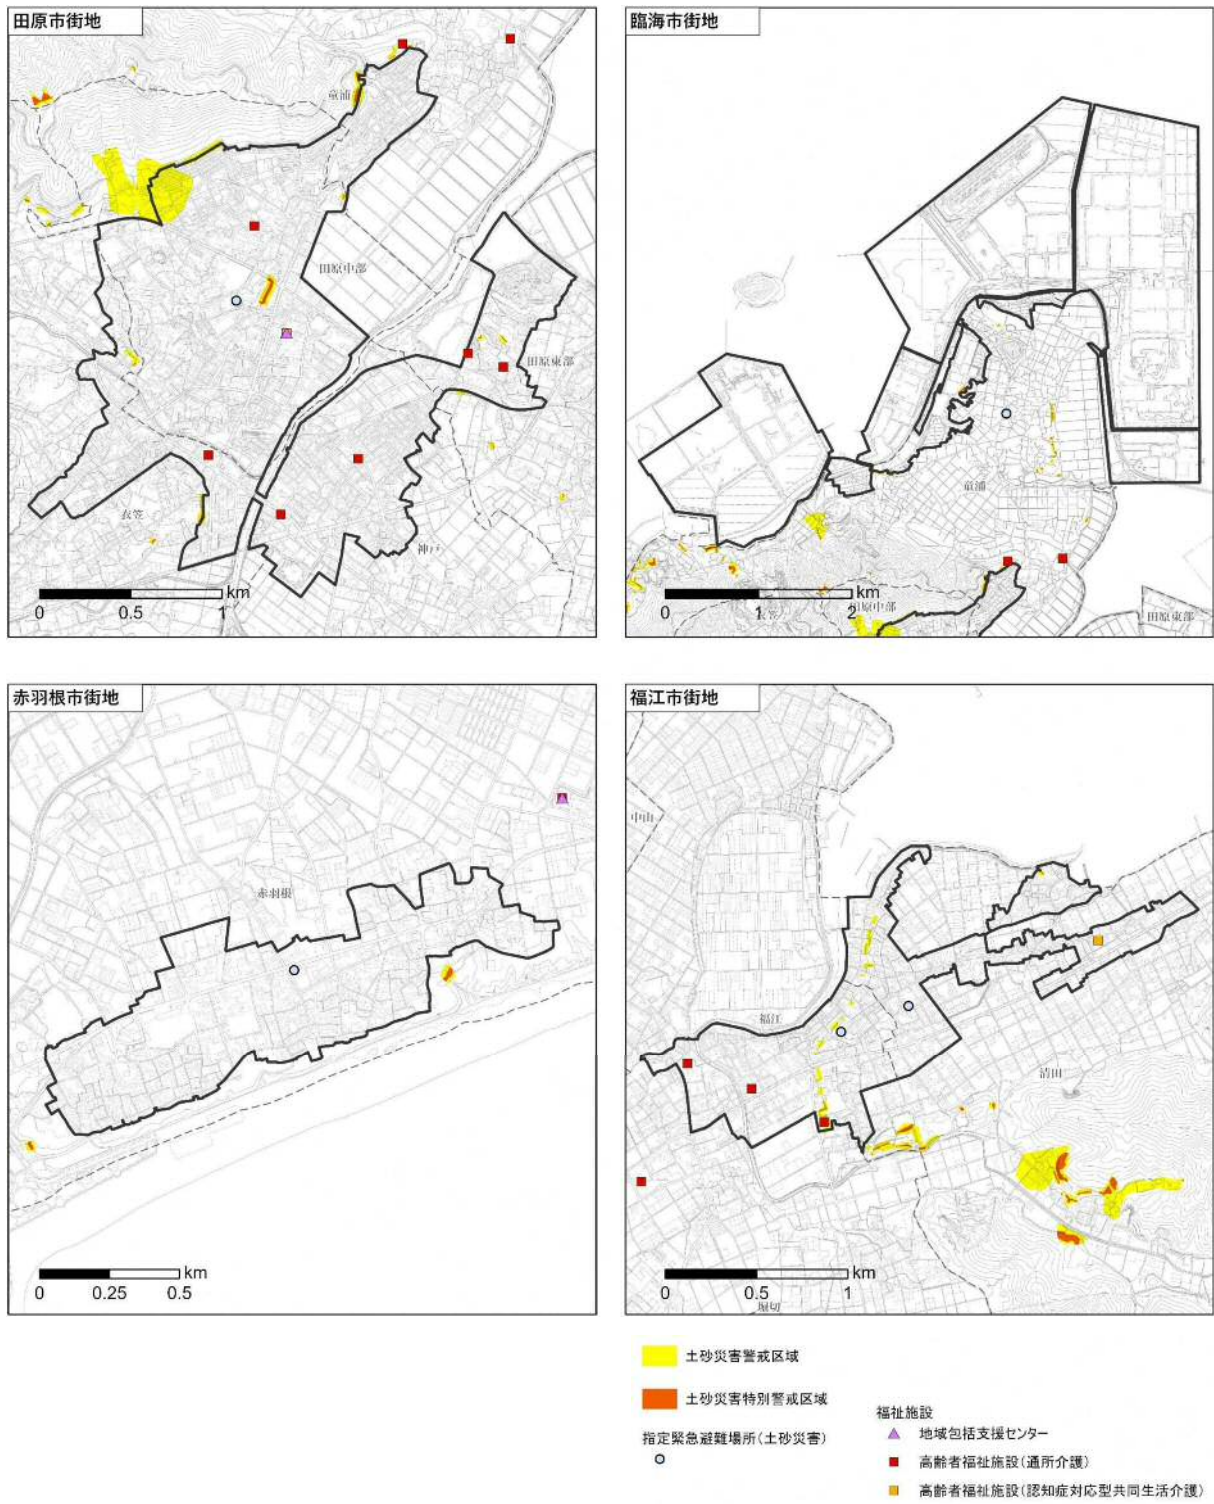 田原市街地
童浦
田原中部
田原東部
衣笠
神戸
km
0
0.5
1
臨海市街地
童浦
km
0
1
2
田原中部
衣笠
田原東部
赤羽根市街地
赤羽根
km
0
0.25
0.5
福江市街地
中山
福江
清田
km
0
0.5
1
堀切
土砂災害警戒区域
土砂災害特別警戒区域
指定緊急避難場所(土砂災害)
福祉施設
地域包括支援センター
高齢者福祉施設(通所介護)
高齢者福祉施設(認知症対応型共同生活介護)